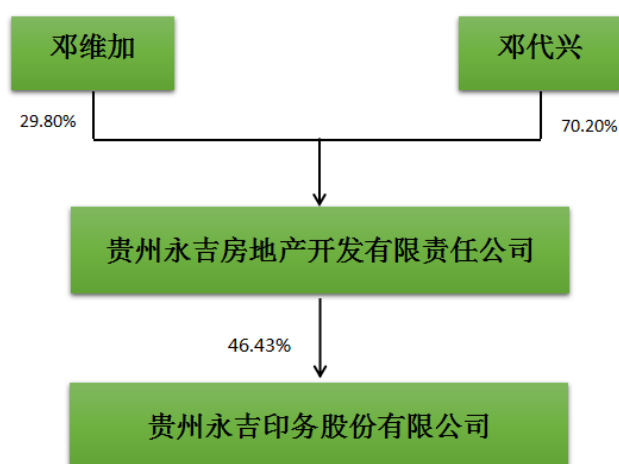 邓维加
邓代兴
29.80%
70.20%
贵州永吉房地产开发有限责任公司
46.43%
贵州永吉印务股份有限公司